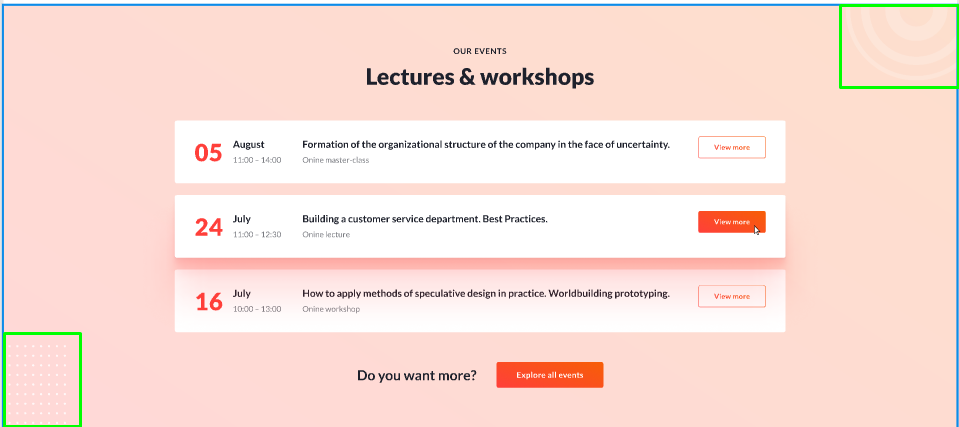 OUR EVENTS
Lectures & workshops
05
August
11:00 – 14:00
Formation of the organizational structure of the company in the face of uncertainty.
Onine master-class
View more
24
July
11:00 – 12:30
Building a customer service department. Best Practices.
Onine lecture
View more
16
July
10:00 – 13:00
How to apply methods of speculative design in practice. Worldbuilding prototyping.
Onine workshop
View more
Do you want more?
Explore all events